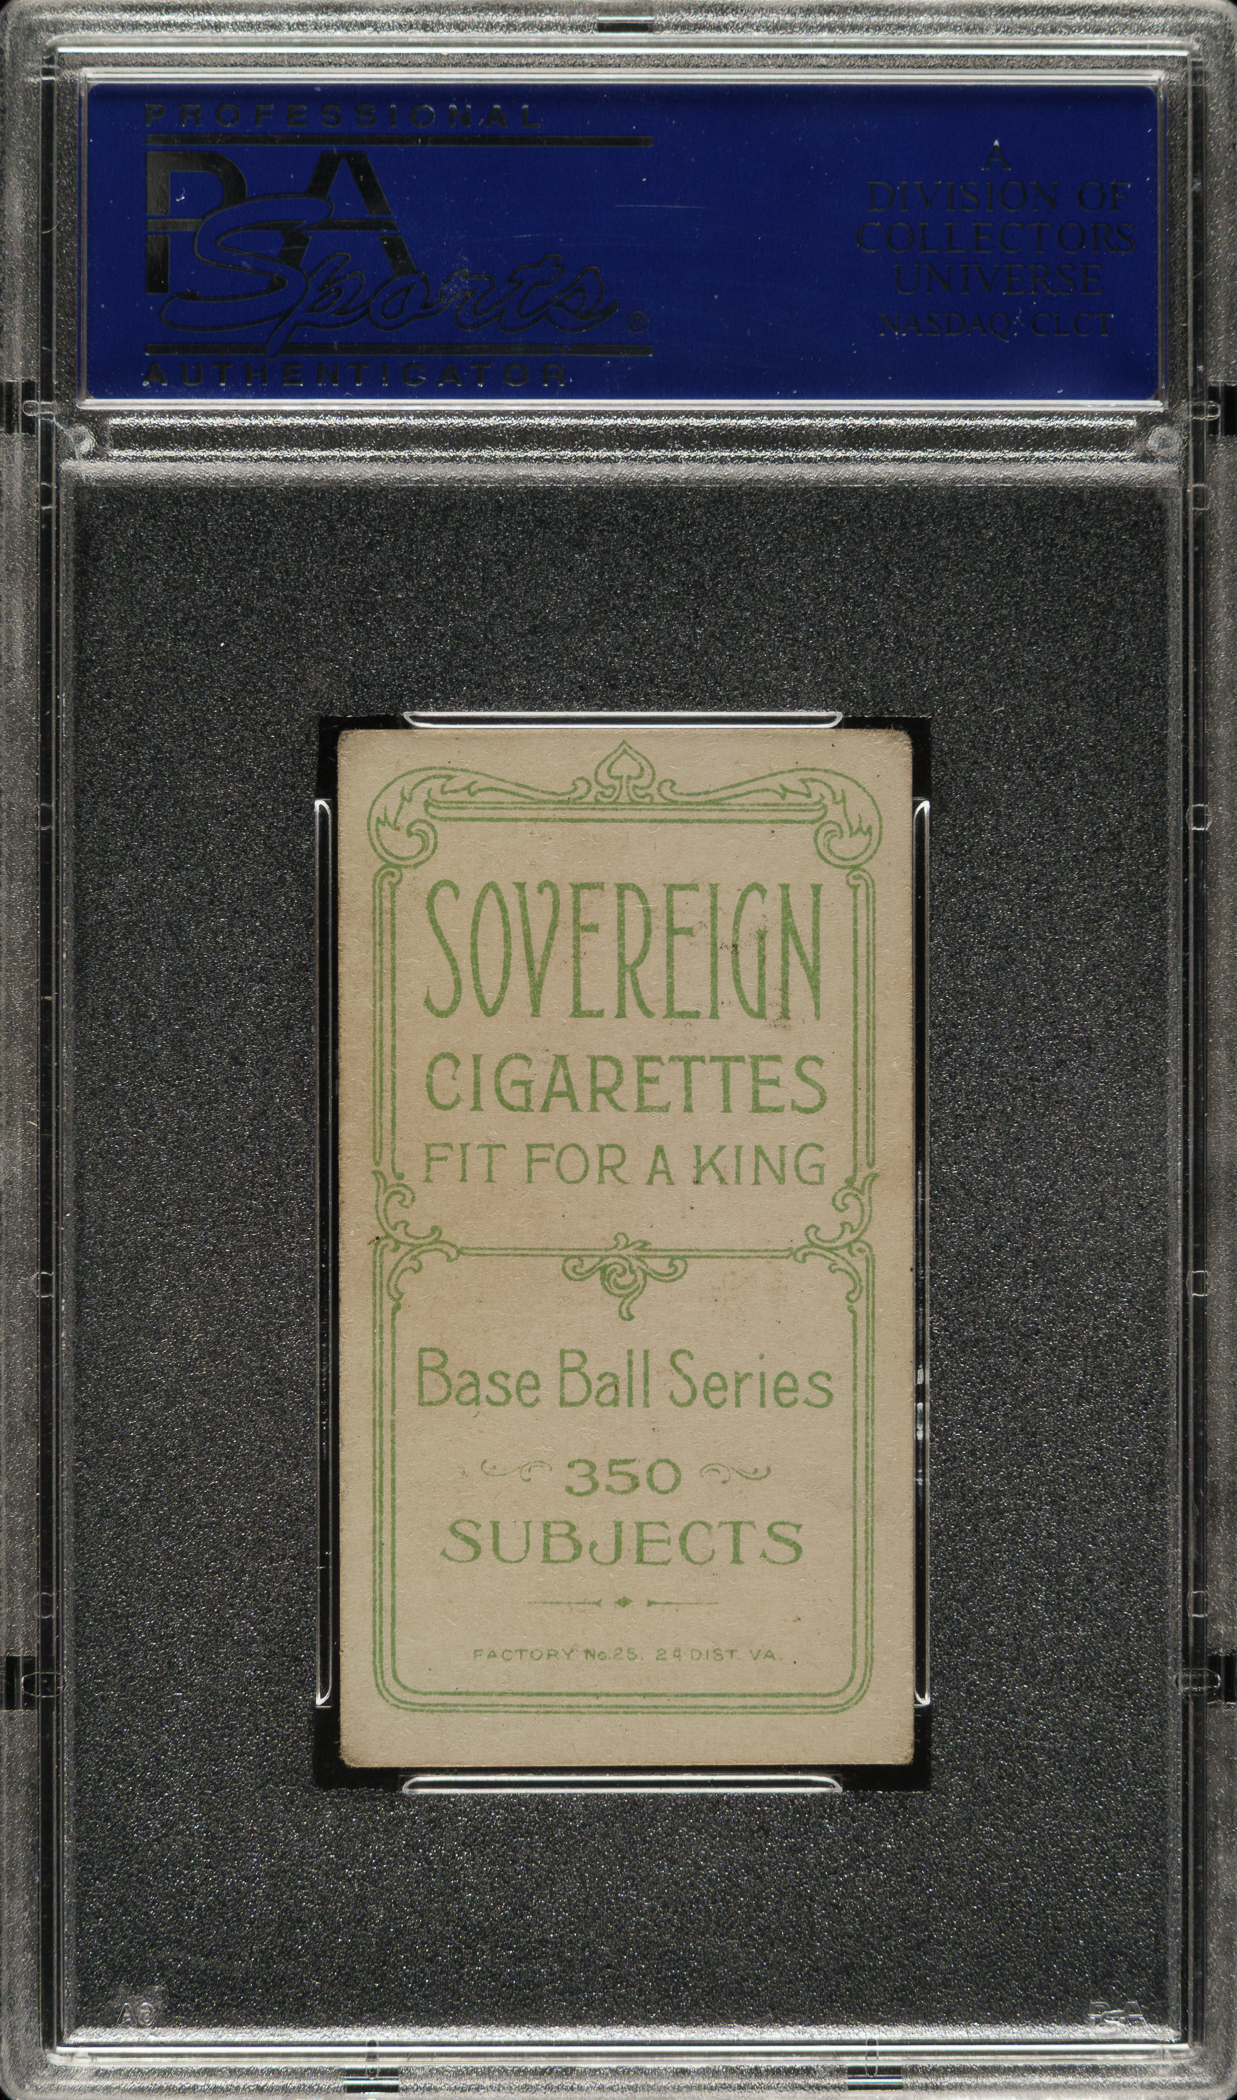 PROFESSIONAL
PSA
Sports®
AUTHENTICATOR
A
DIVISION OF
COLLECTORS
UNIVERSE
NASDAQ: CLCT
SOVEREIGN
CIGARETTES
FIT FOR A KING
Base Ball Series
350
SUBJECTS
FACTORY No. 25. 2d DIST. VA.
PSA